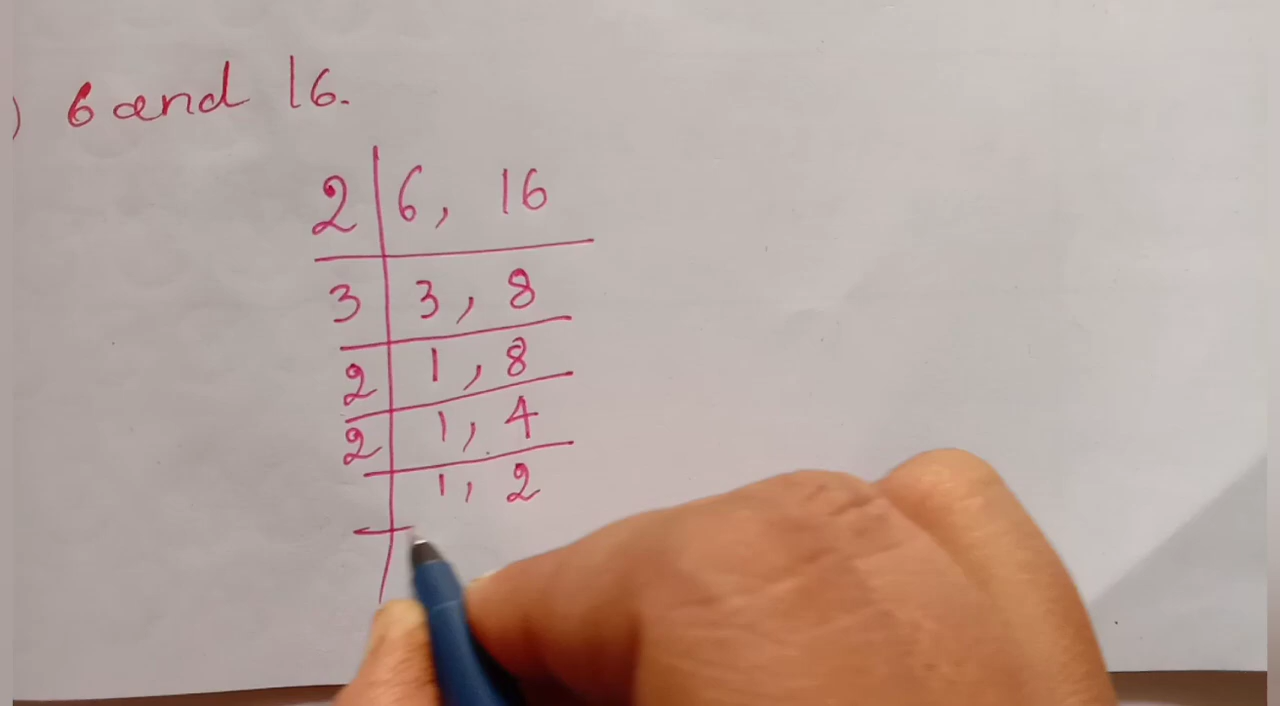 ) 6 and 16.
2 | 6, 16
3 | 3, 8
2 | 1, 8
2 | 1, 4
1, 2